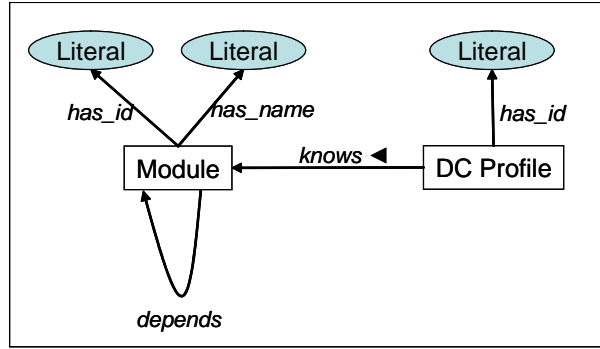 Literal
Literal
Literal
has_id
has_name
has_id
knows ◄
Module
DC Profile
depends